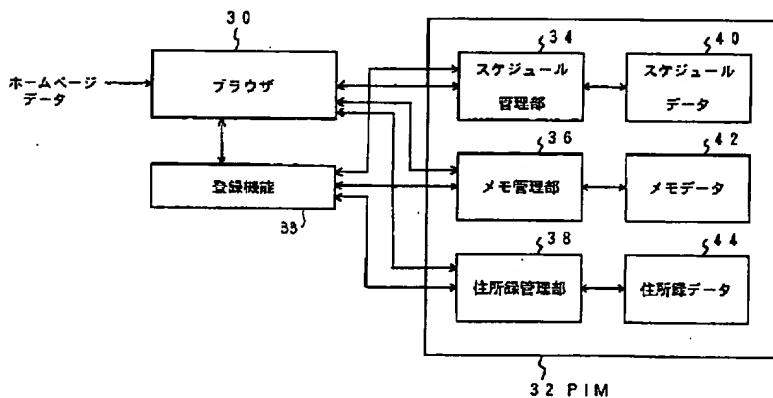 30
ホームページ
データ
ブラウザ
登録機能
33
34
スケジュール
管理部
40
スケジュール
データ
36
メモ管理部
42
メモデータ
38
住所録管理部
44
住所録データ
32 PIM